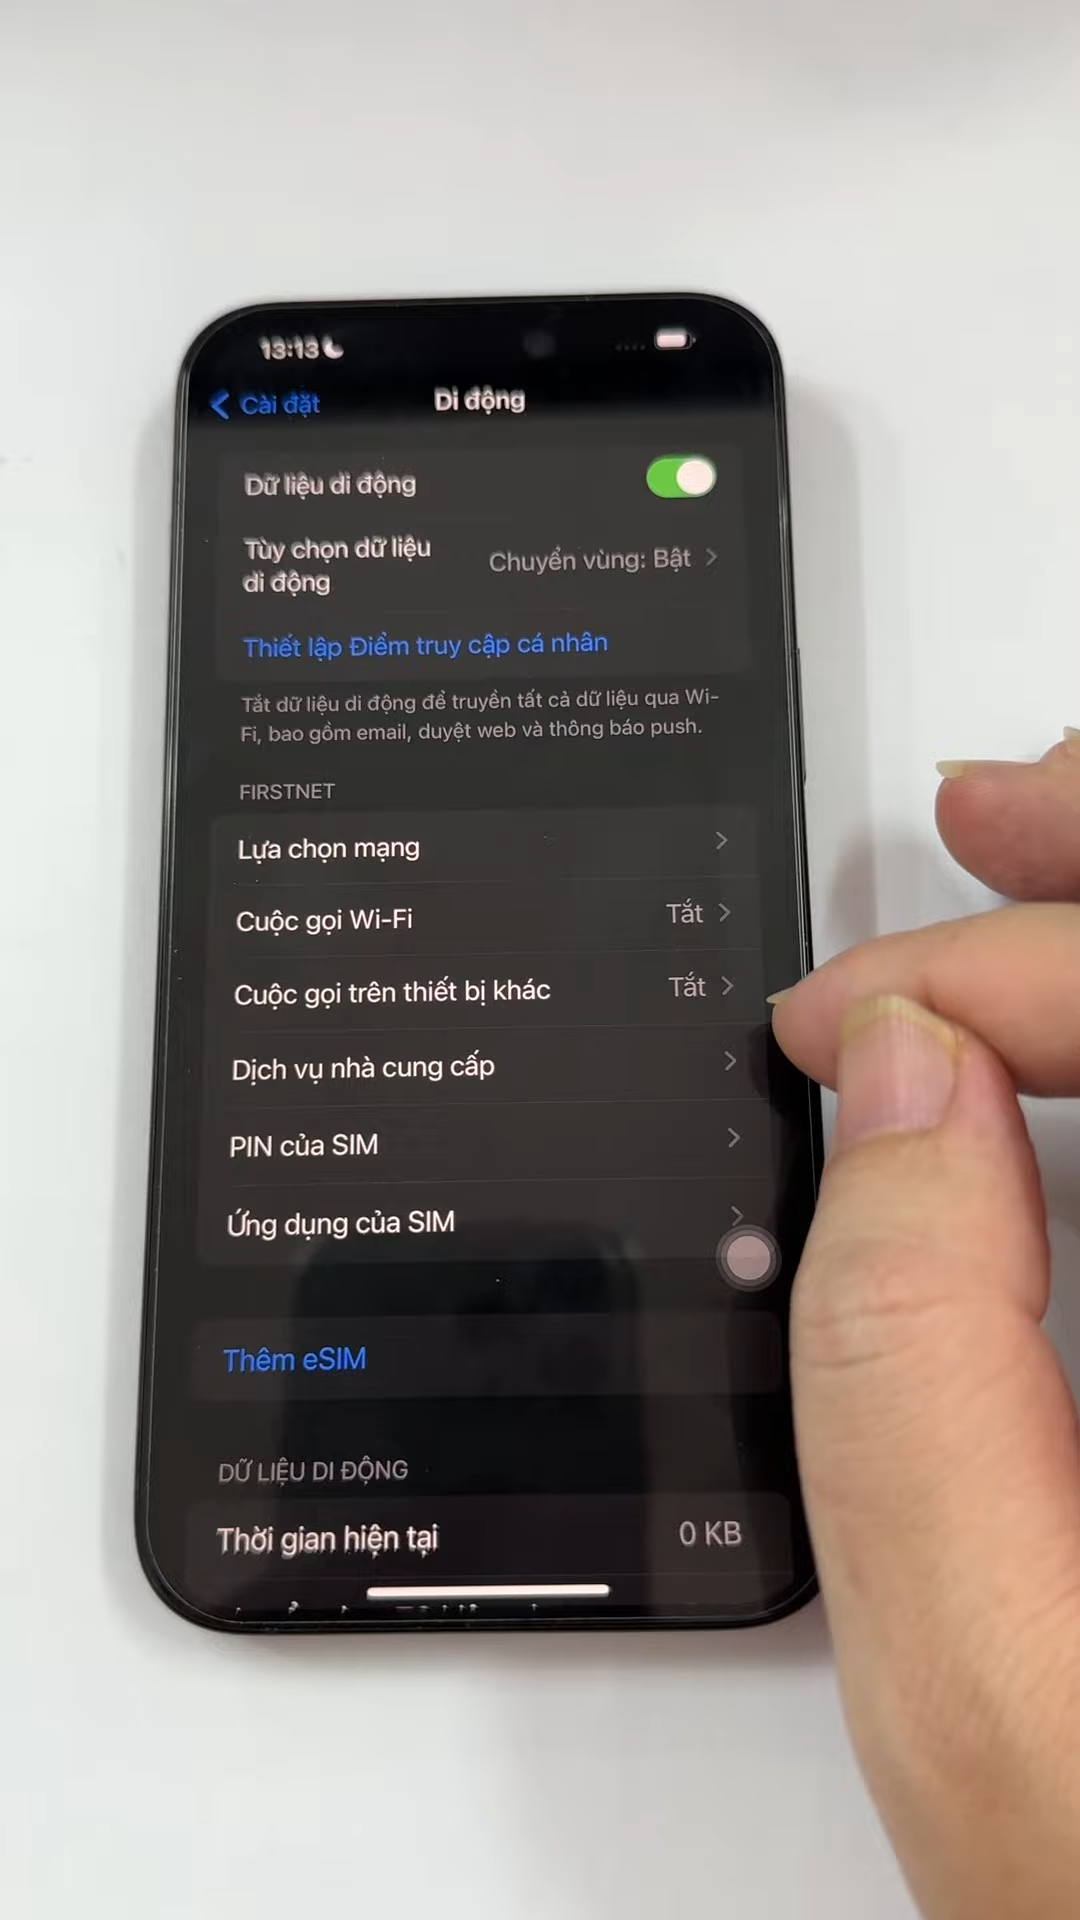 13:13
Cài đặt
Di động
Dữ liệu di động
Tùy chọn dữ liệu
di động
Chuyển vùng: Bật
Thiết lập Điểm truy cập cá nhân
Tắt dữ liệu di động để truyền tất cả dữ liệu qua Wi-
Fi, bao gồm email, duyệt web và thông báo push.
FIRSTNET
Lựa chọn mạng
Cuộc gọi Wi-Fi Tắt
Cuộc gọi trên thiết bị khác Tắt
Dịch vụ nhà cung cấp
PIN của SIM
Ứng dụng của SIM
Thêm eSIM
DỮ LIỆU DI ĐỘNG
Thời gian hiện tại 0 KB